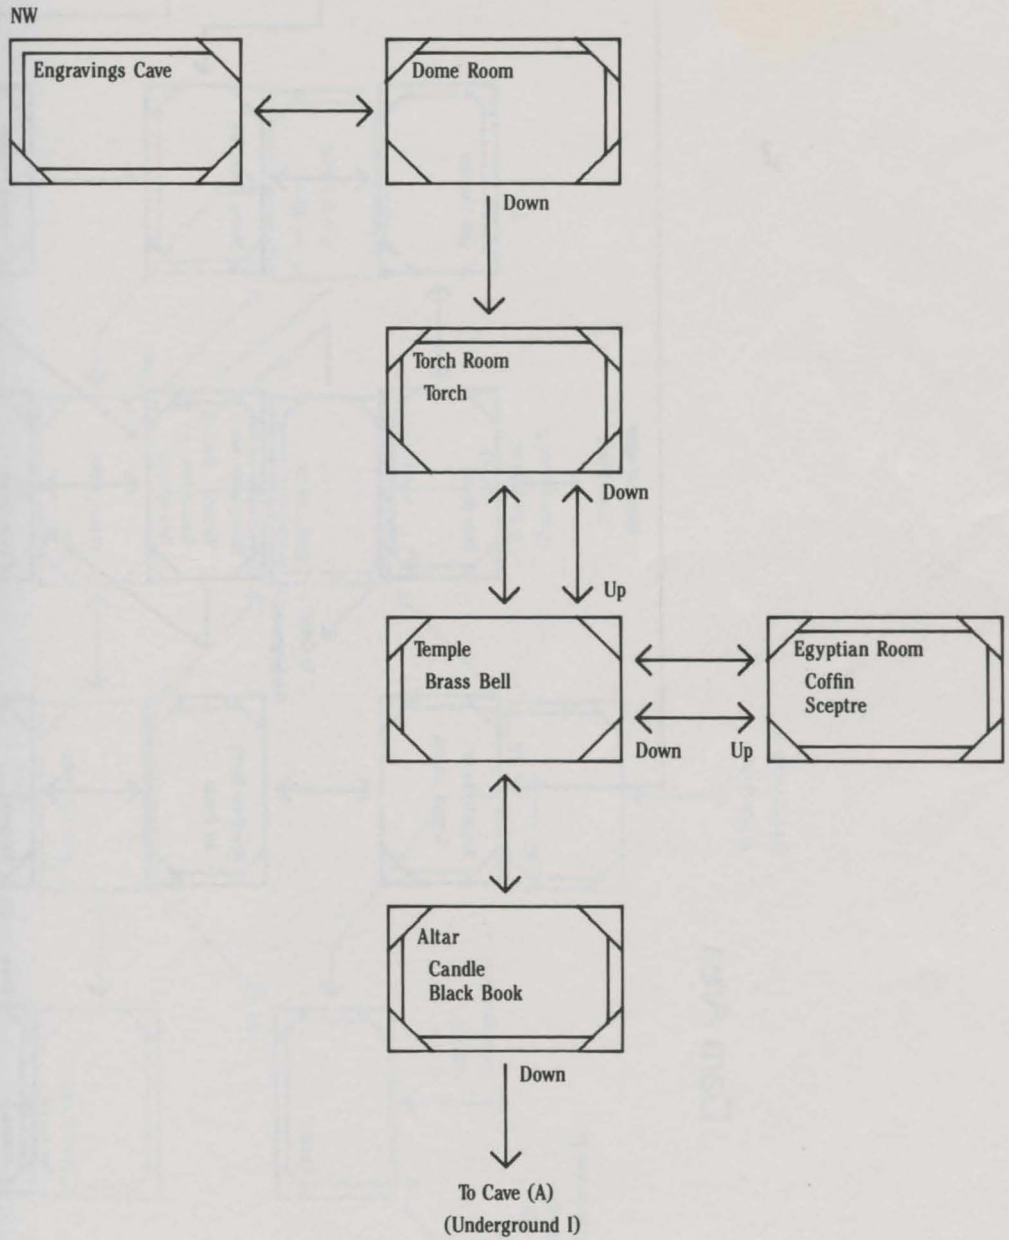 NW
Engravings Cave
Dome Room
Down
Torch Room
Torch
Down
Up
Temple
Brass Bell
Egyptian Room
Coffin
Sceptre
Down
Up
Altar
Candle
Black Book
Down
To Cave (A)
(Underground I)